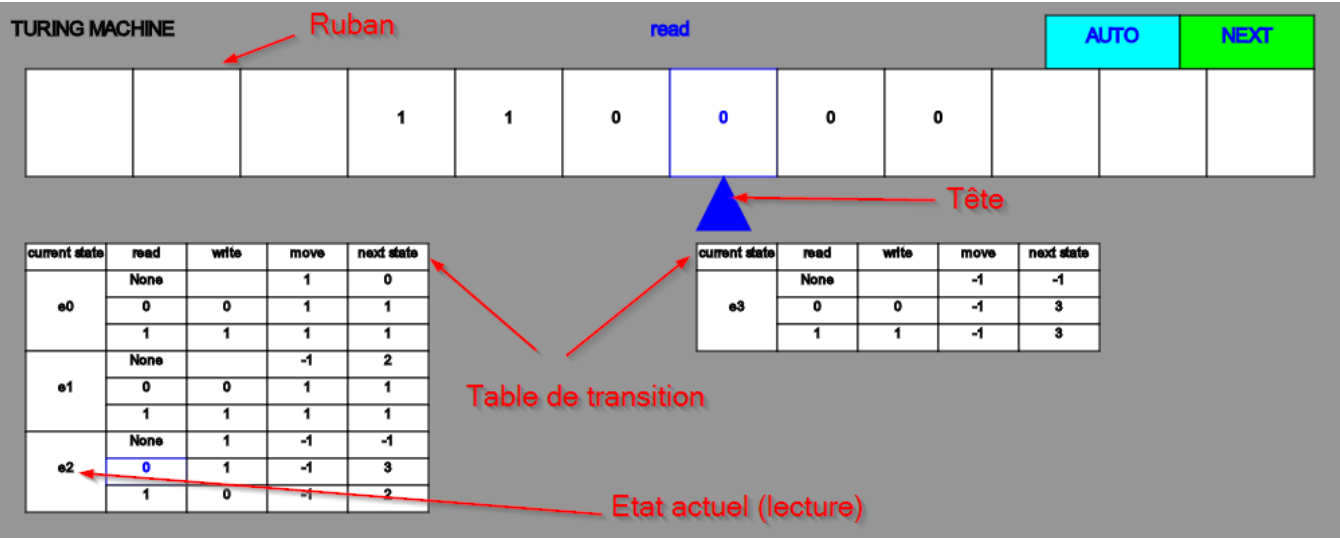 TURING MACHINE Ruban read AUTO NEXT
1 1 0 0 0 0
Tête
current state read write move next state
None 1 0
e0 0 0 1 1
1 1 1 1
None -1 2
e1 0 0 1 1
1 1 1 1
None 1 -1 -1
e2 0 1 -1 3
1 0 -1 2
current state read write move next state
None -1 -1
e3 0 0 -1 3
1 1 -1 3
Table de transition
Etat actuel (lecture)